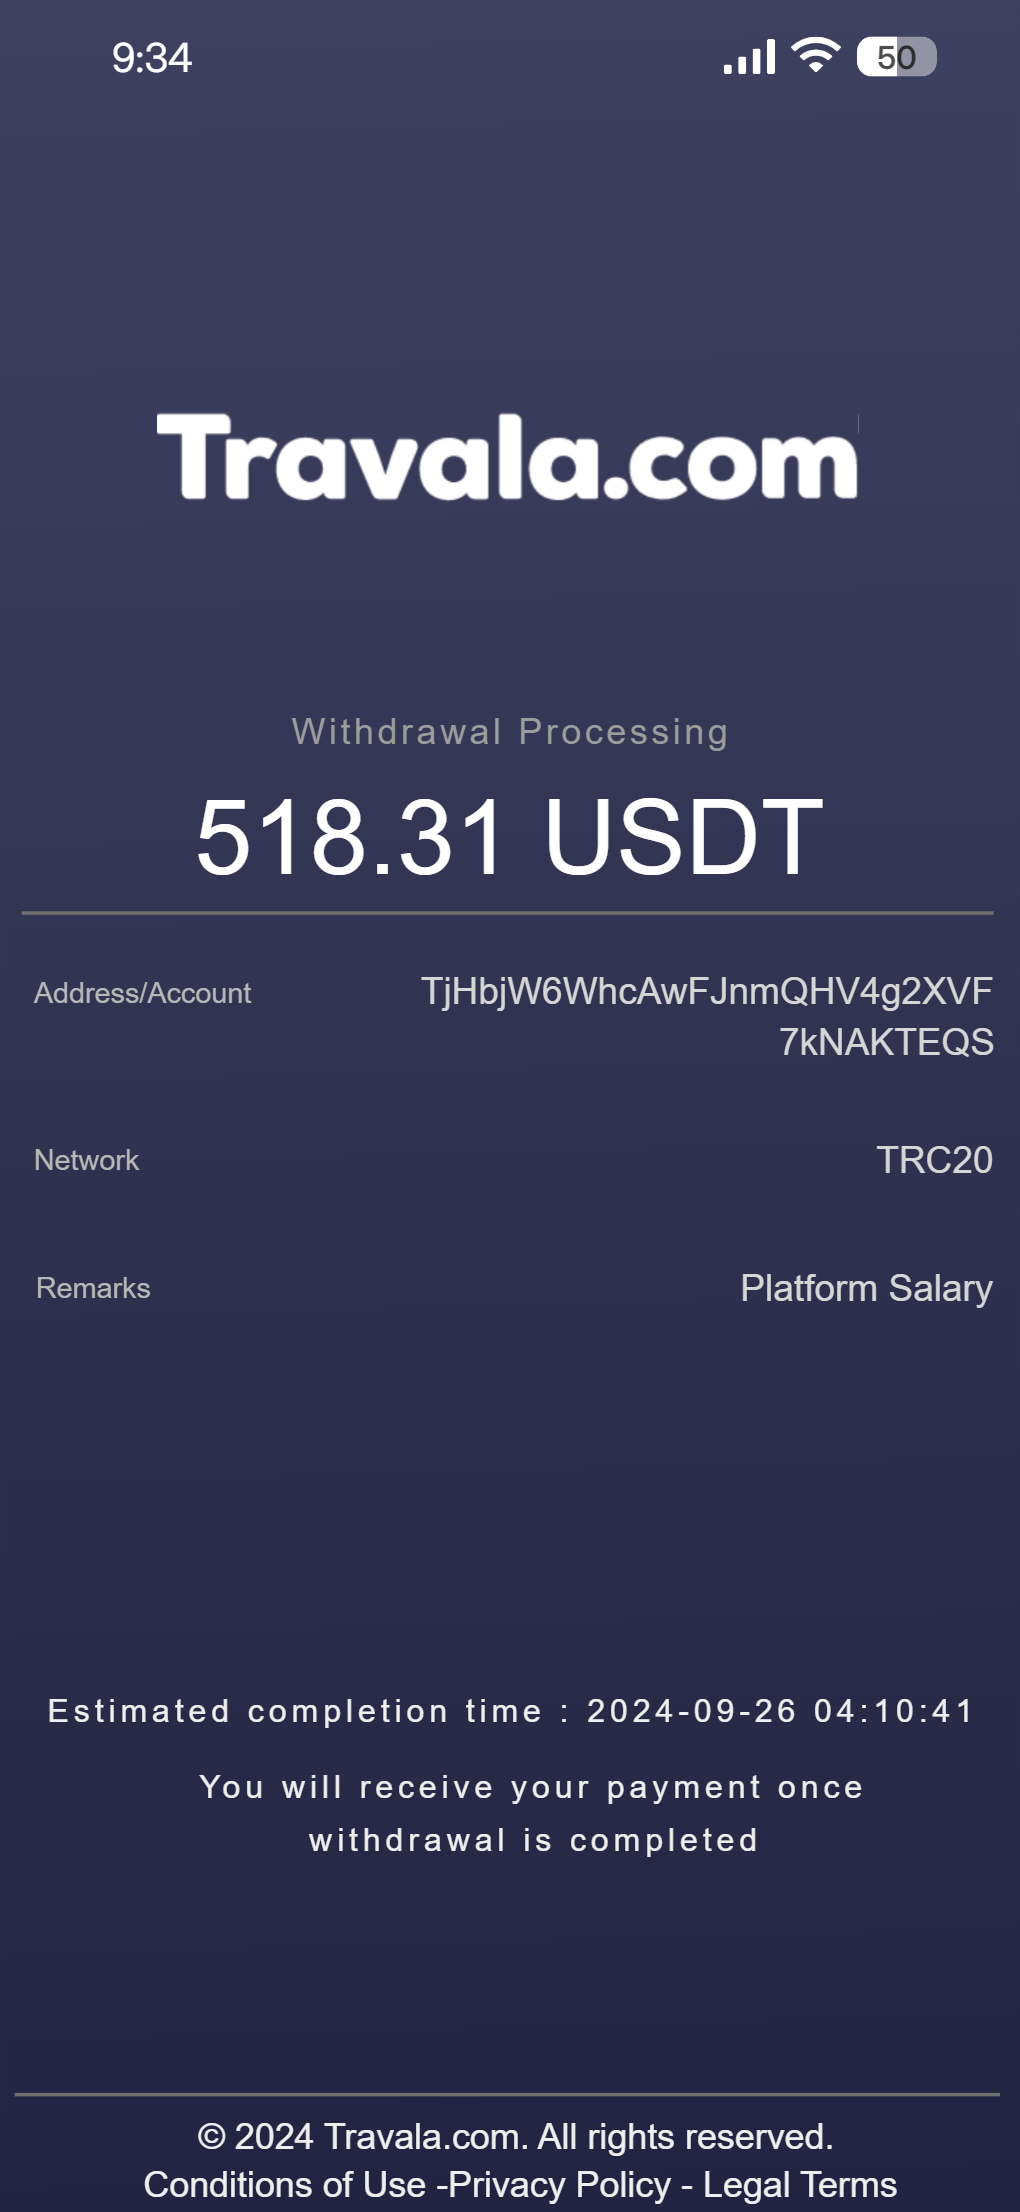 9:34
50
Travala.com
Withdrawal Processing
518.31 USDT
Address/Account
TjHbjW6WhcAwFJnmQHV4g2XVF
7kNAKTEQS
Network
TRC20
Remarks
Platform Salary
Estimated completion time : 2024-09-26 04:10:41
You will receive your payment once
withdrawal is completed
© 2024 Travala.com. All rights reserved.
Conditions of Use -Privacy Policy - Legal Terms